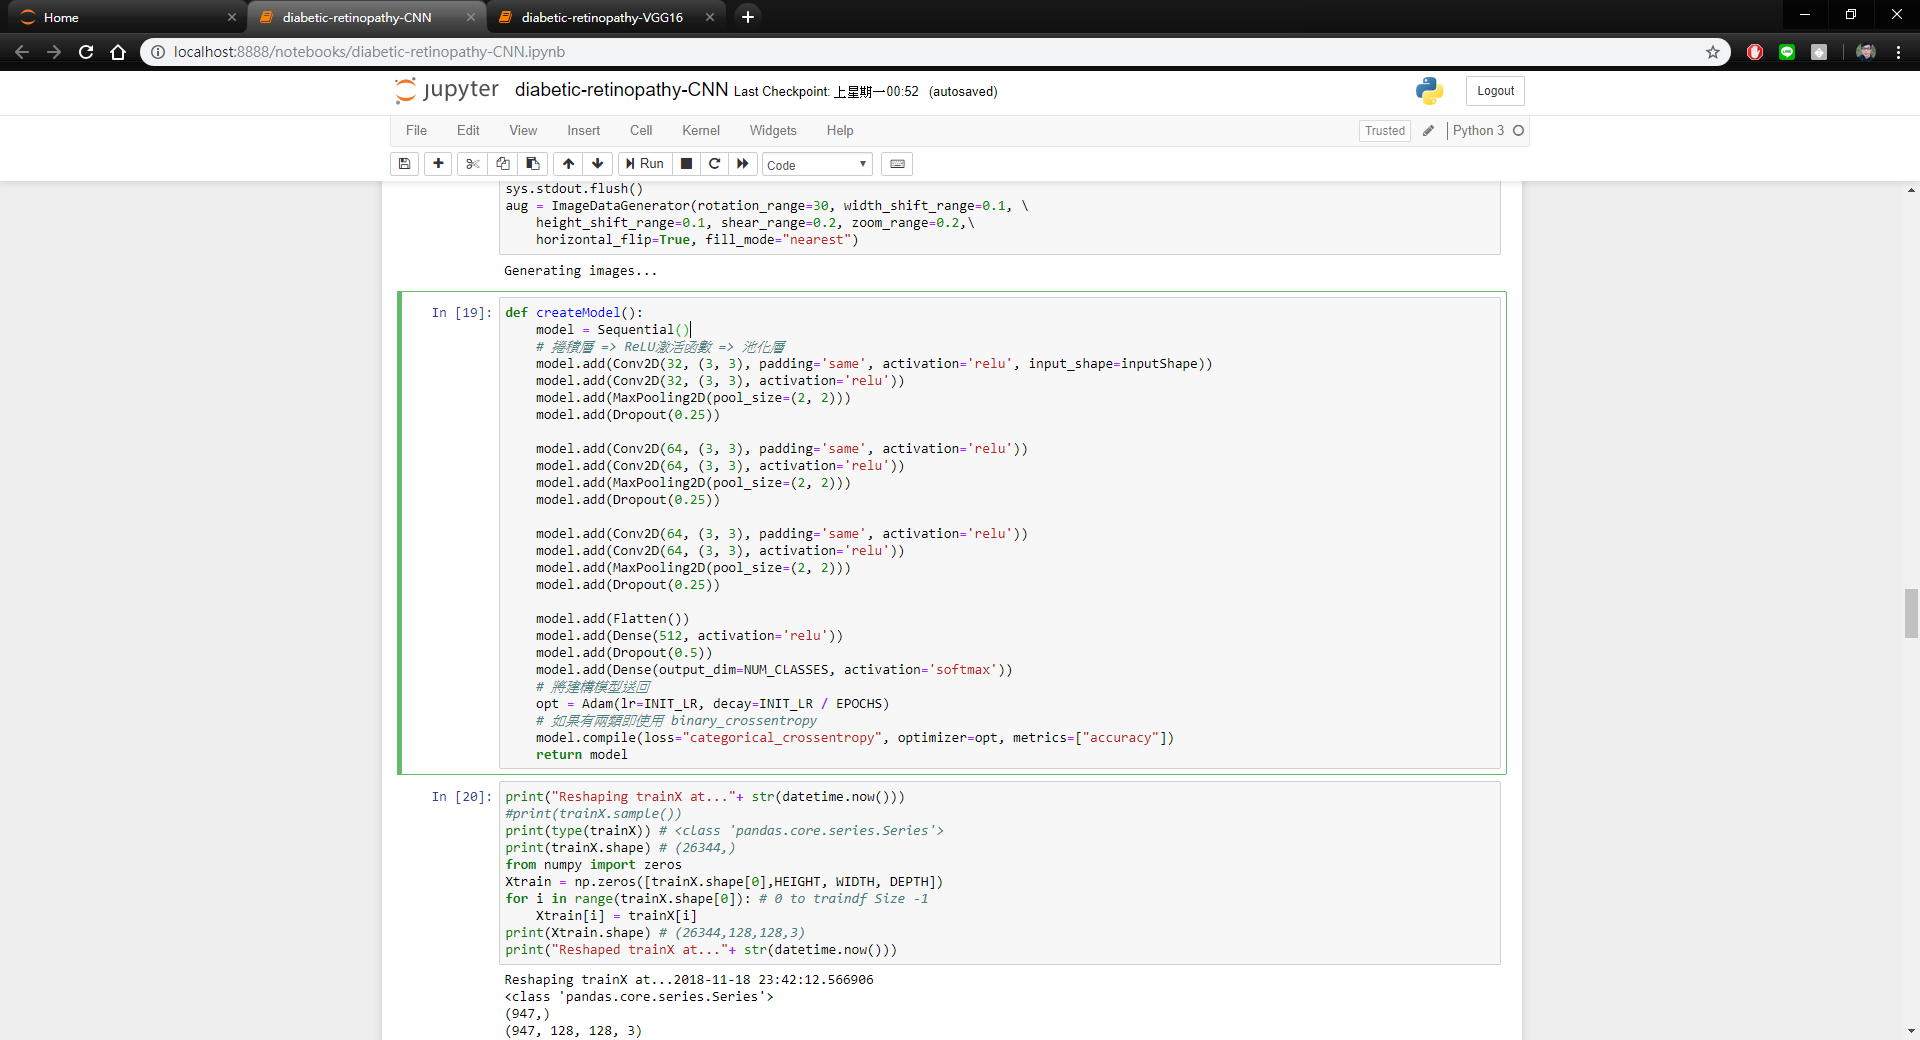 Home
diabetic-retinopathy-CNN
diabetic-retinopathy-VGG16
localhost:8888/notebooks/diabetic-retinopathy-CNN.ipynb
jupyter diabetic-retinopathy-CNN Last Checkpoint: 上星期一00:52 (autosaved)
Logout
File Edit View Insert Cell Kernel Widgets Help
Trusted Python 3
Run Code
sys.stdout.flush()
aug = ImageDataGenerator(rotation_range=30, width_shift_range=0.1, \
    height_shift_range=0.1, shear_range=0.2, zoom_range=0.2,\
    horizontal_flip=True, fill_mode="nearest")
Generating images...
In [19]:
def createModel():
    model = Sequential()
    # 捲積層 => ReLU激活函數 => 池化層
    model.add(Conv2D(32, (3, 3), padding='same', activation='relu', input_shape=inputShape))
    model.add(Conv2D(32, (3, 3), activation='relu'))
    model.add(MaxPooling2D(pool_size=(2, 2)))
    model.add(Dropout(0.25))
    model.add(Conv2D(64, (3, 3), padding='same', activation='relu'))
    model.add(Conv2D(64, (3, 3), activation='relu'))
    model.add(MaxPooling2D(pool_size=(2, 2)))
    model.add(Dropout(0.25))
    model.add(Conv2D(64, (3, 3), padding='same', activation='relu'))
    model.add(Conv2D(64, (3, 3), activation='relu'))
    model.add(MaxPooling2D(pool_size=(2, 2)))
    model.add(Dropout(0.25))
    model.add(Flatten())
    model.add(Dense(512, activation='relu'))
    model.add(Dropout(0.5))
    model.add(Dense(output_dim=NUM_CLASSES, activation='softmax'))
    # 將建構模型送回
    opt = Adam(lr=INIT_LR, decay=INIT_LR / EPOCHS)
    # 如果有兩類即使用 binary_crossentropy
    model.compile(loss="categorical_crossentropy", optimizer=opt, metrics=["accuracy"])
    return model
In [20]:
print("Reshaping trainX at..."+ str(datetime.now()))
#print(trainX.sample())
print(type(trainX)) # <class 'pandas.core.series.Series'>
print(trainX.shape) # (26344,)
from numpy import zeros
Xtrain = np.zeros([trainX.shape[0],HEIGHT, WIDTH, DEPTH])
for i in range(trainX.shape[0]): # 0 to traindf Size -1
    Xtrain[i] = trainX[i]
print(Xtrain.shape) # (26344,128,128,3)
print("Reshaped trainX at..."+ str(datetime.now()))
Reshaping trainX at...2018-11-18 23:42:12.566906
<class 'pandas.core.series.Series'>
(947,)
(947, 128, 128, 3)